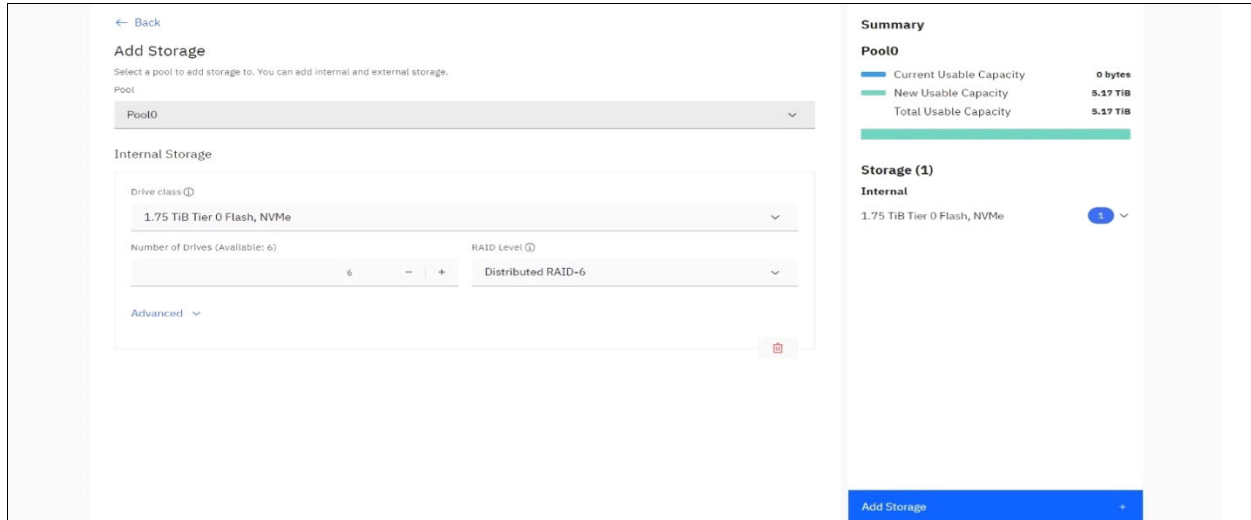 ← Back
Add Storage
Select a pool to add storage to. You can add internal and external storage.
Pool
Pool0
Internal Storage
Drive class
1.75 TiB Tier 0 Flash, NVMe
Number of Drives (Available: 6)
6 − +
RAID Level
Distributed RAID-6
Advanced
Summary
Pool0
Current Usable Capacity 0 bytes
New Usable Capacity 5.17 TiB
Total Usable Capacity 5.17 TiB
Storage (1)
Internal
1.75 TiB Tier 0 Flash, NVMe 1
Add Storage +